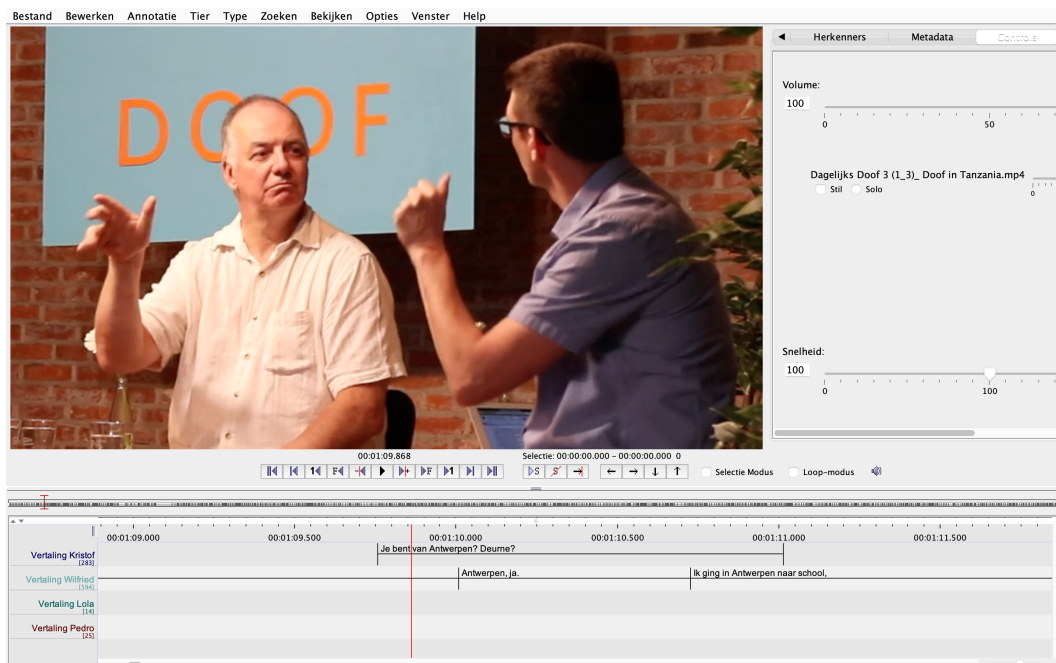 Bestand Bewerken Annotatie Tier Type Zoeken Bekijken Opties Venster Help
DOOF
Herkenners Metadata Controls
Volume:
100
0 50
Dagelijks Doof 3 (1_3)_ Doof in Tanzania.mp4
Stil Solo
0
Snelheid:
100
0 100
00:01:09.868 Selectie: 00:00:00.000 - 00:00:00.000 0
1 F + F 1 S S Selectie Modus Loop-modus
00:01:09.000 00:01:09.500 00:01:10.000 00:01:10.500 00:01:11.000 00:01:11.500
Vertaling Kristof Je bent van Antwerpen? Deurne?
[283]
Vertaling Wilfried Antwerpen, ja. Ik ging in Antwerpen naar school,
[594]
Vertaling Lola
[14]
Vertaling Pedro
[25]